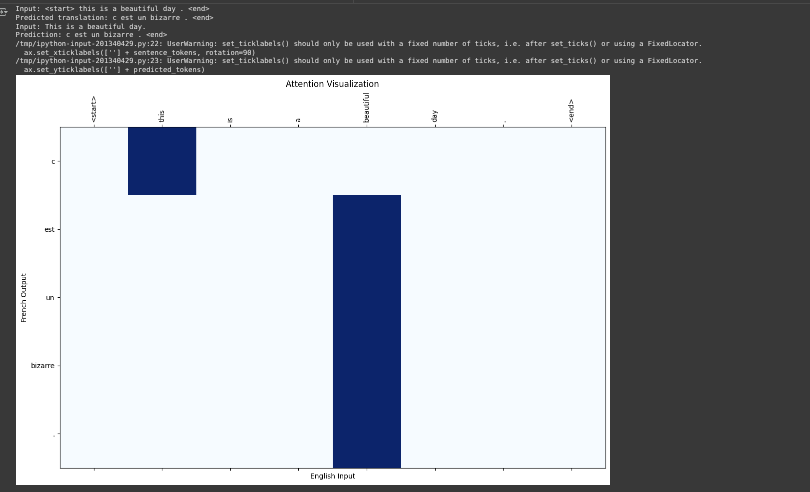 Input: <start> this is a beautiful day . <end>
Predicted translation: c est un bizarre . <end>
Input: This is a beautiful day.
Prediction: c est un bizarre . <end>
/tmp/ipython-input-201340429.py:22: UserWarning: set_ticklabels() should only be used with a fixed number of ticks, i.e. after set_ticks() or using a FixedLocator.
ax.set_xticklabels([''] + sentence_tokens, rotation=90)
/tmp/ipython-input-201340429.py:23: UserWarning: set_ticklabels() should only be used with a fixed number of ticks, i.e. after set_ticks() or using a FixedLocator.
ax.set_yticklabels([''] + predicted_tokens)
Attention Visualization
<start> this is a beautiful day . <end>
French Output
c
est
un
bizarre
.
English Input